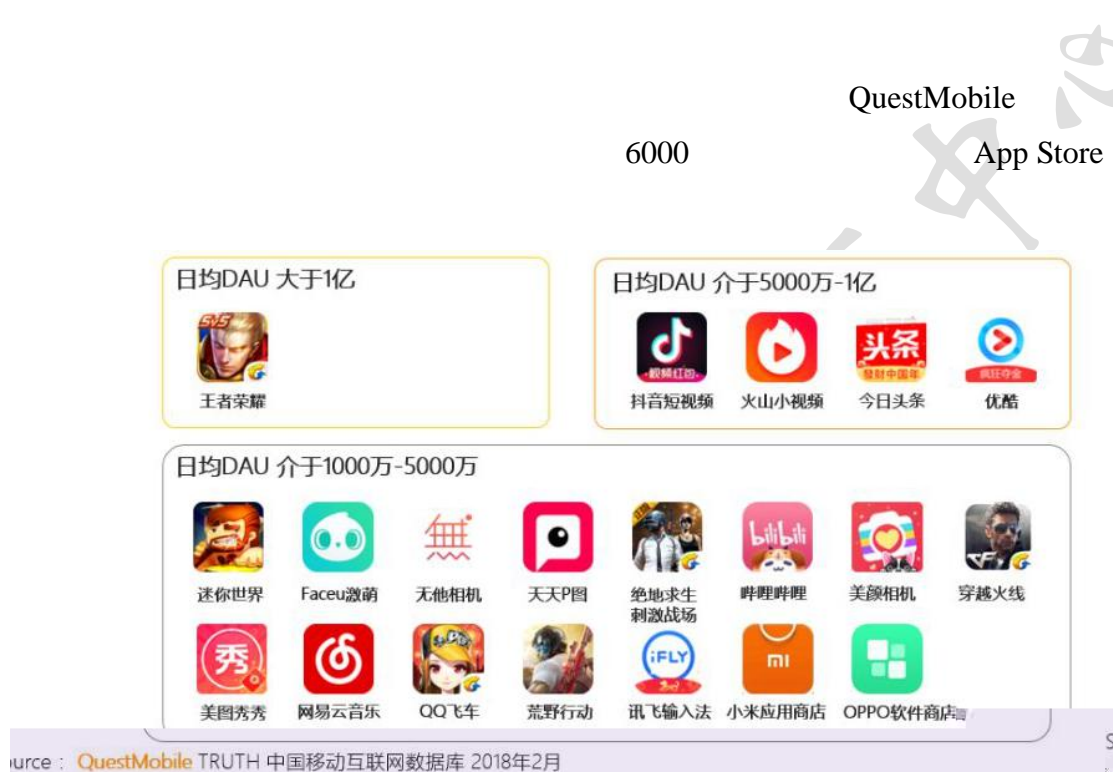 QuestMobile
6000 App Store
日均DAU 大于1亿
王者荣耀
日均DAU 介于5000万-1亿
抖音短视频 火山小视频 今日头条 优酷
日均DAU 介于1000万-5000万
迷你世界 Faceu激萌 无他相机 天天P图 绝地求生 哔哩哔哩 美颜相机 穿越火线
刺激战场
美图秀秀 网易云音乐 QQ飞车 荒野行动 讯飞输入法 小米应用商店 OPPO软件商店
urce : QuestMobile TRUTH 中国移动互联网数据库 2018年2月